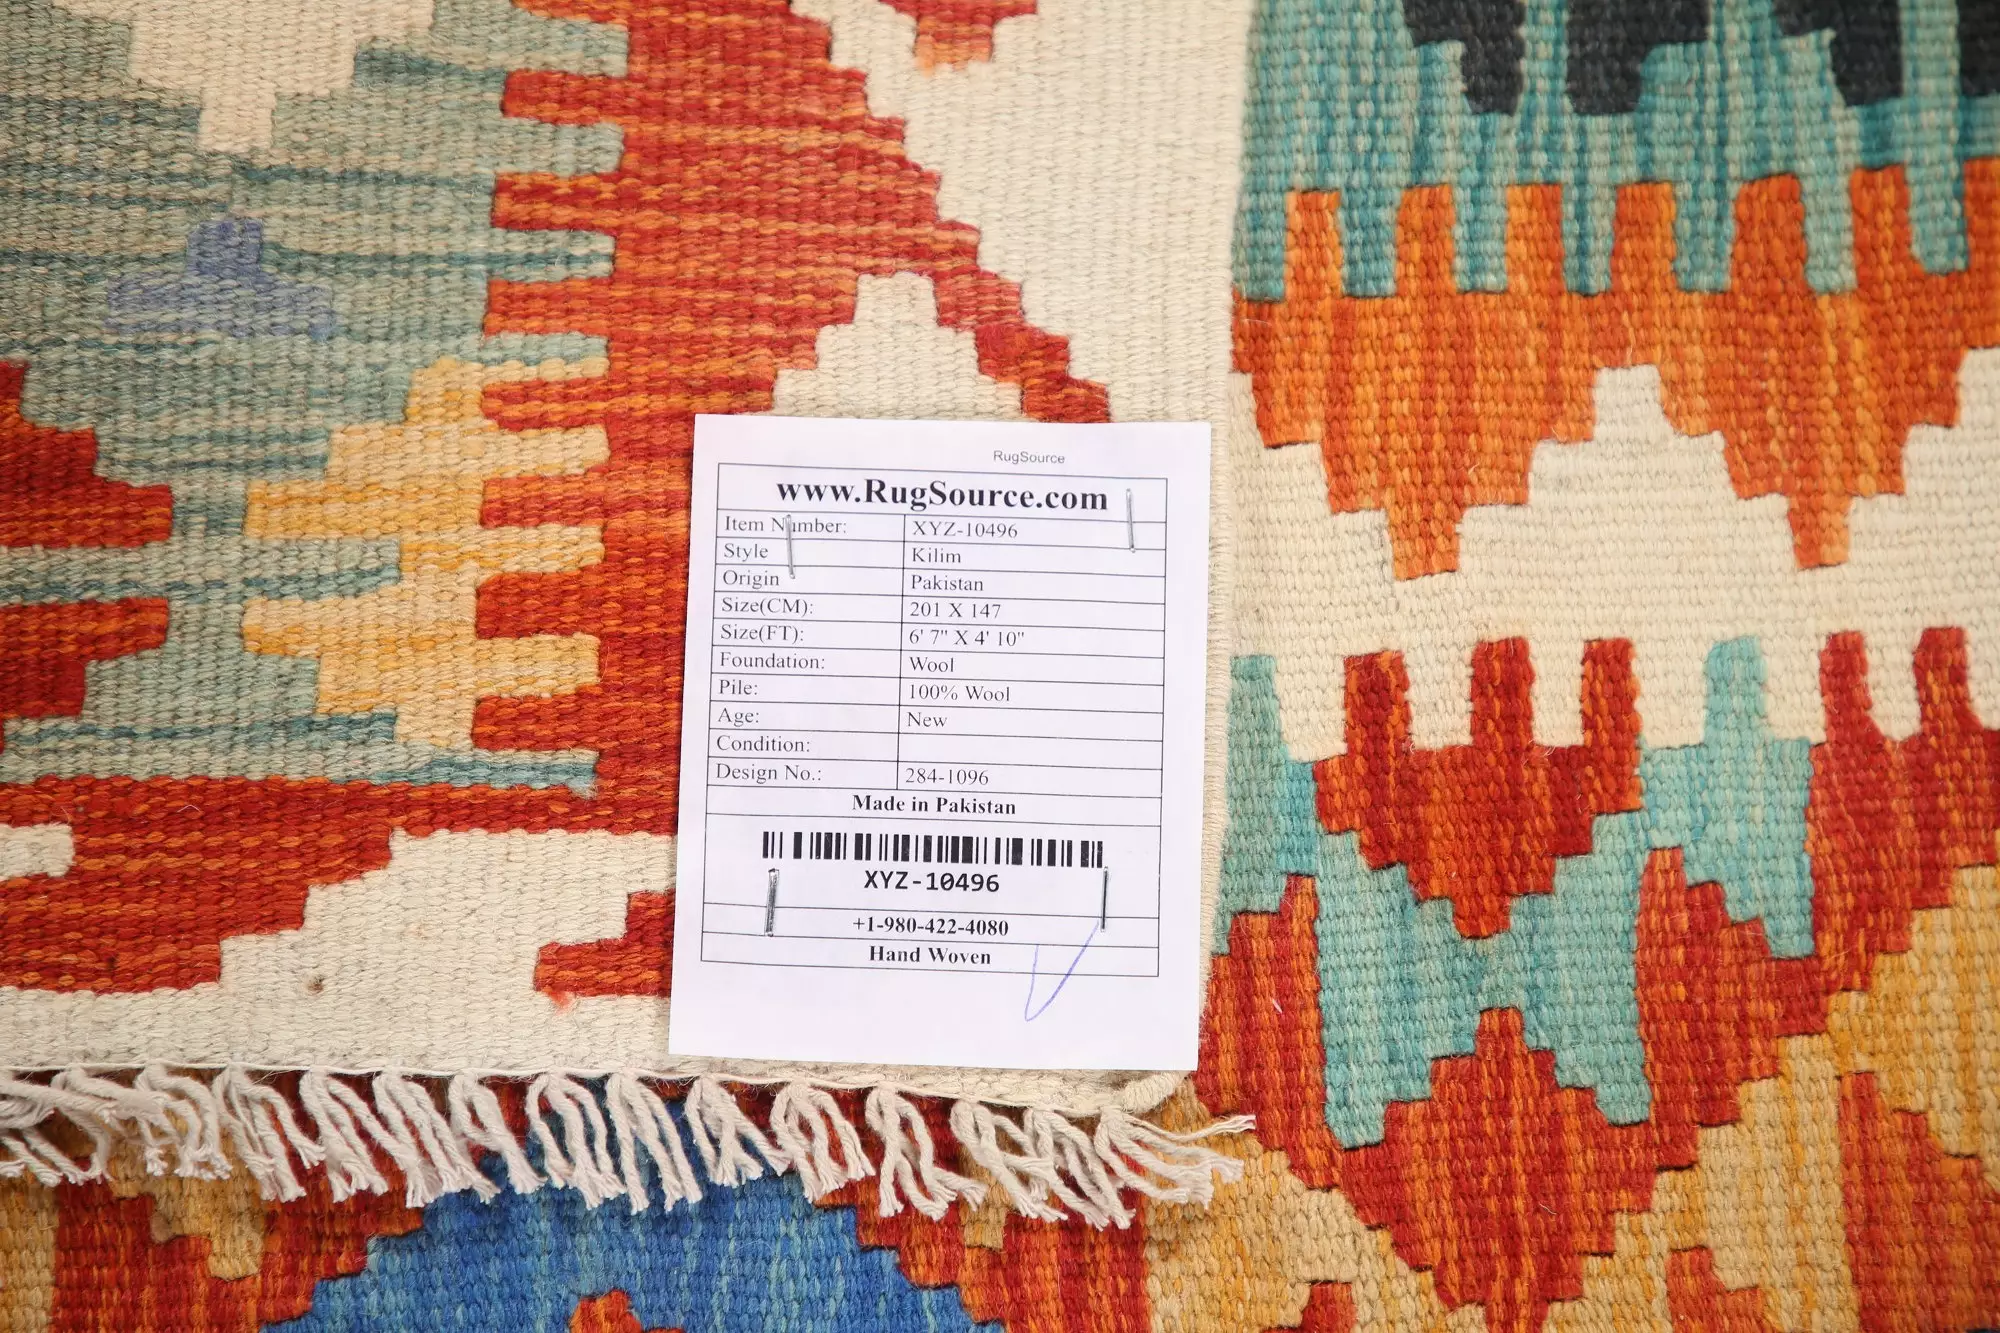 RugSource
www.RugSource.com
Item Number: XYZ-10496
Style Kilim
Origin Pakistan
Size(CM): 201 X 147
Size(FT): 6' 7" X 4' 10"
Foundation: Wool
Pile: 100% Wool
Age: New
Condition:
Design No.: 284-1096
Made in Pakistan
XYZ-10496
+1-980-422-4080
Hand Woven